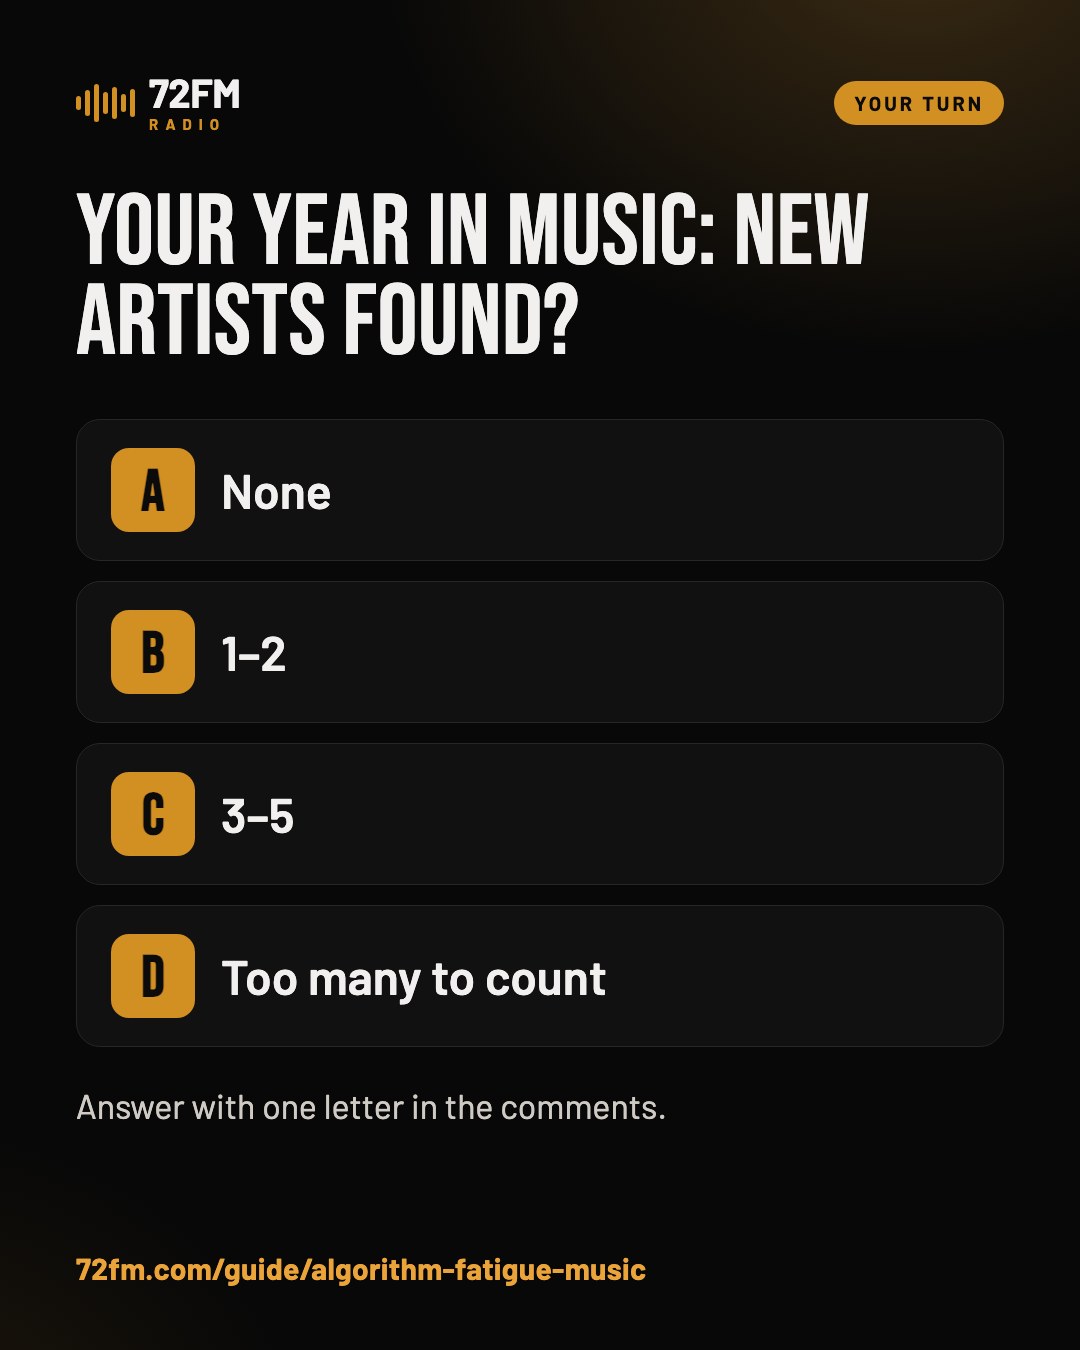 72FM
RADIO
YOUR TURN
YOUR YEAR IN MUSIC: NEW
ARTISTS FOUND?
A None
B 1–2
C 3–5
D Too many to count
Answer with one letter in the comments.
72fm.com/guide/algorithm-fatigue-music